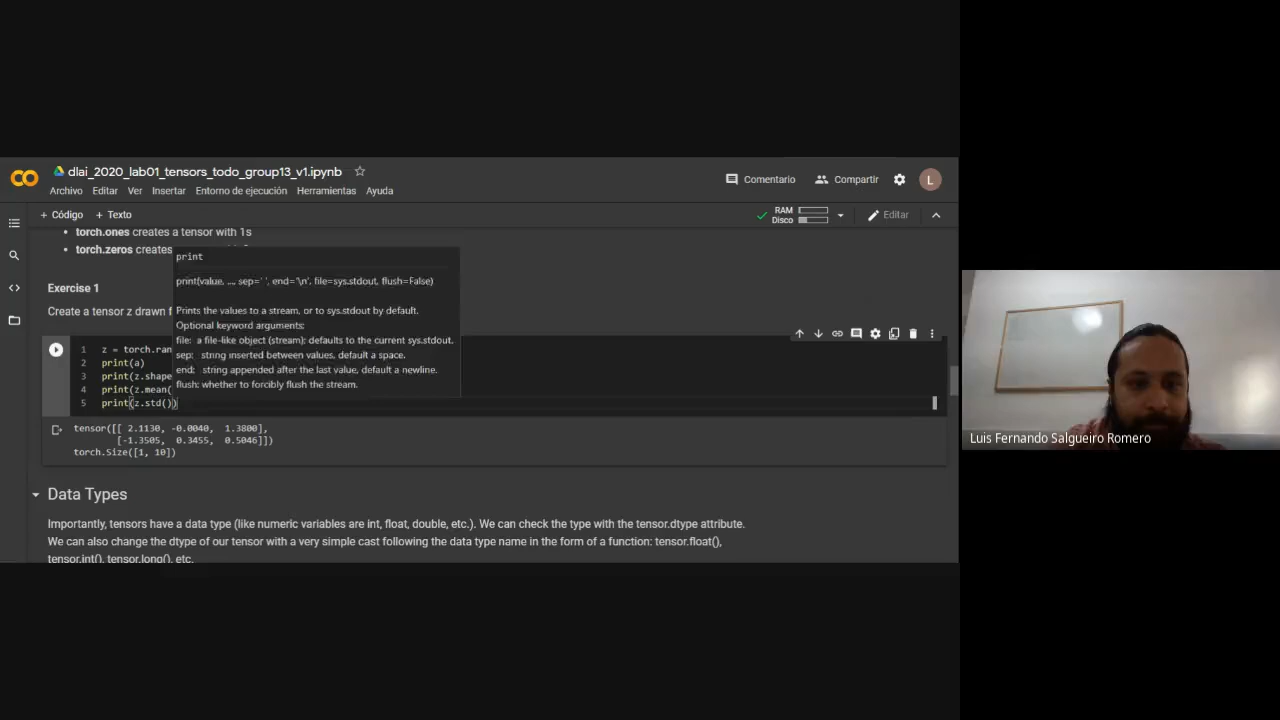 dlai_2020_lab01_tensors_todo_group13_v1.ipynb
Archivo Editar Ver Insertar Entorno de ejecución Herramientas Ayuda
Comentario Compartir L
+ Código + Texto
RAM
Disco
Editar
torch.ones creates a tensor with 1s
torch.zeros creates
print
print(value, ..., sep=' ', end='\n', file=sys.stdout, flush=False)
Prints the values to a stream, or to sys.stdout by default.
Optional keyword arguments:
file: a file-like object (stream); defaults to the current sys.stdout.
sep: string inserted between values, default a space.
end: string appended after the last value, default a newline.
flush: whether to forcibly flush the stream.
Exercise 1
Create a tensor z drawn
1 z = torch.ran
2 print(a)
3 print(z.shape
4 print(z.mean(
5 print(z.std())
tensor([[ 2.1130, -0.0040, 1.3800],
[-1.3505, 0.3455, 0.5046]])
torch.Size([1, 10])
Data Types
Importantly, tensors have a data type (like numeric variables are int, float, double, etc.). We can check the type with the tensor.dtype attribute.
We can also change the dtype of our tensor with a very simple cast following the data type name in the form of a function: tensor.float(),
tensor.int(), tensor.long(), etc.
Luis Fernando Salgueiro Romero